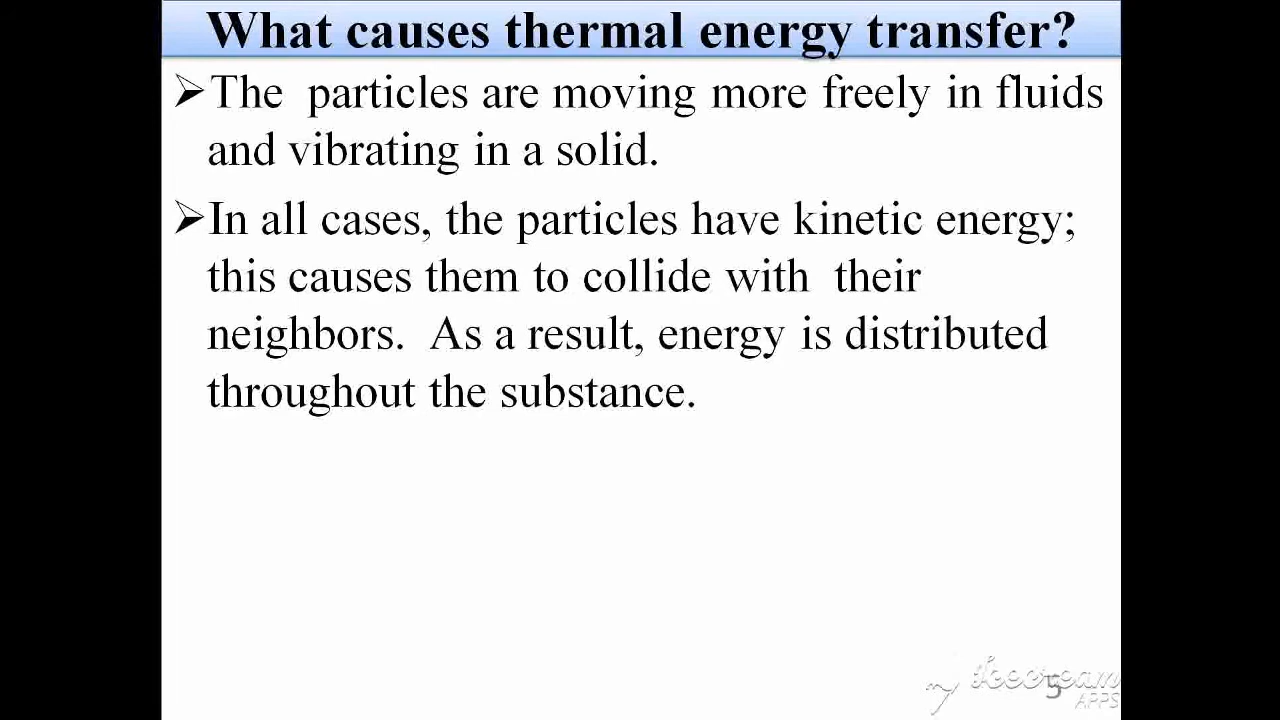 What causes thermal energy transfer?
➢The particles are moving more freely in fluids
and vibrating in a solid.
➢In all cases, the particles have kinetic energy;
this causes them to collide with their
neighbors. As a result, energy is distributed
throughout the substance.
5
APPS